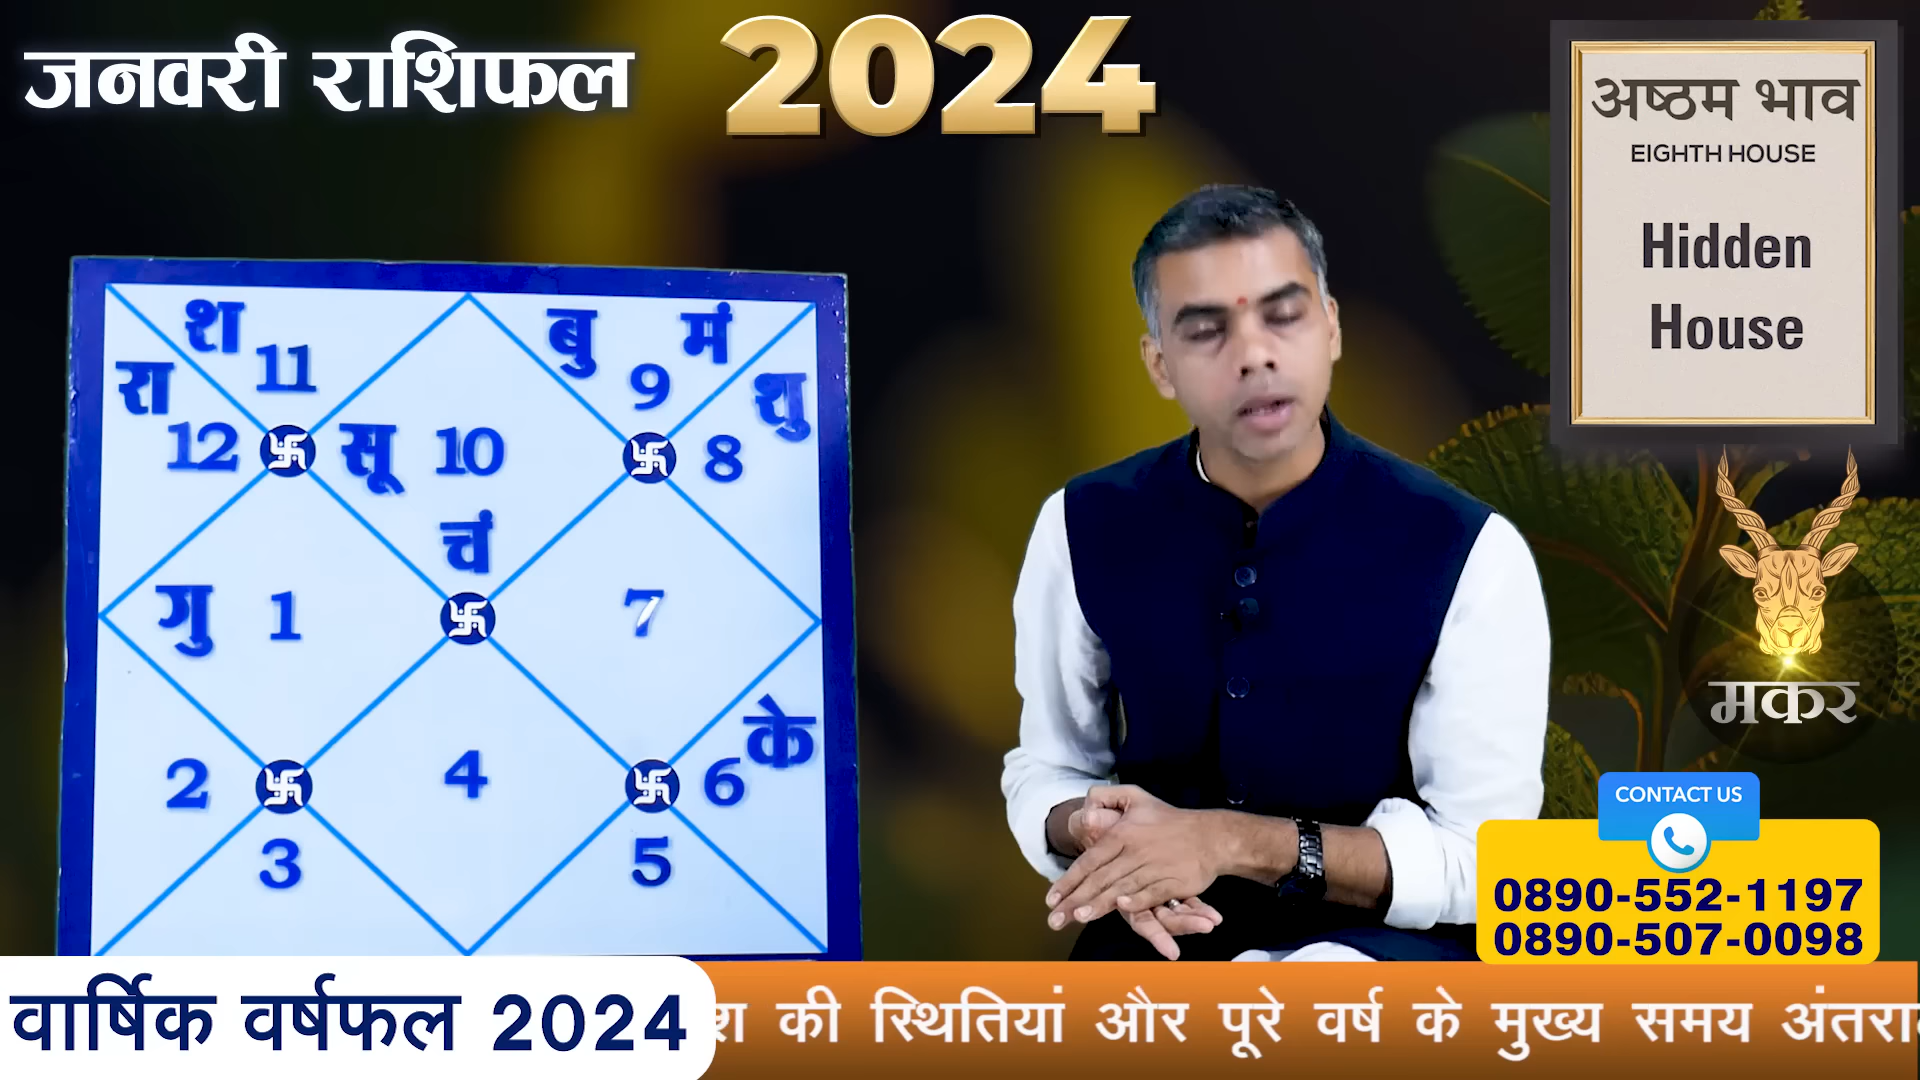 जनवरी राशिफल
2024
अष्ठम भाव
EIGHTH HOUSE
Hidden
House
श
11
रा
12
सू
10
चं
बु
मं
9
शु
8
गु
1
7
2
4
के
6
3
5
मकर
CONTACT US
0890-552-1197
0890-507-0098
वार्षिक वर्षफल 2024
की स्थितियां और पूरे वर्ष के मुख्य समय